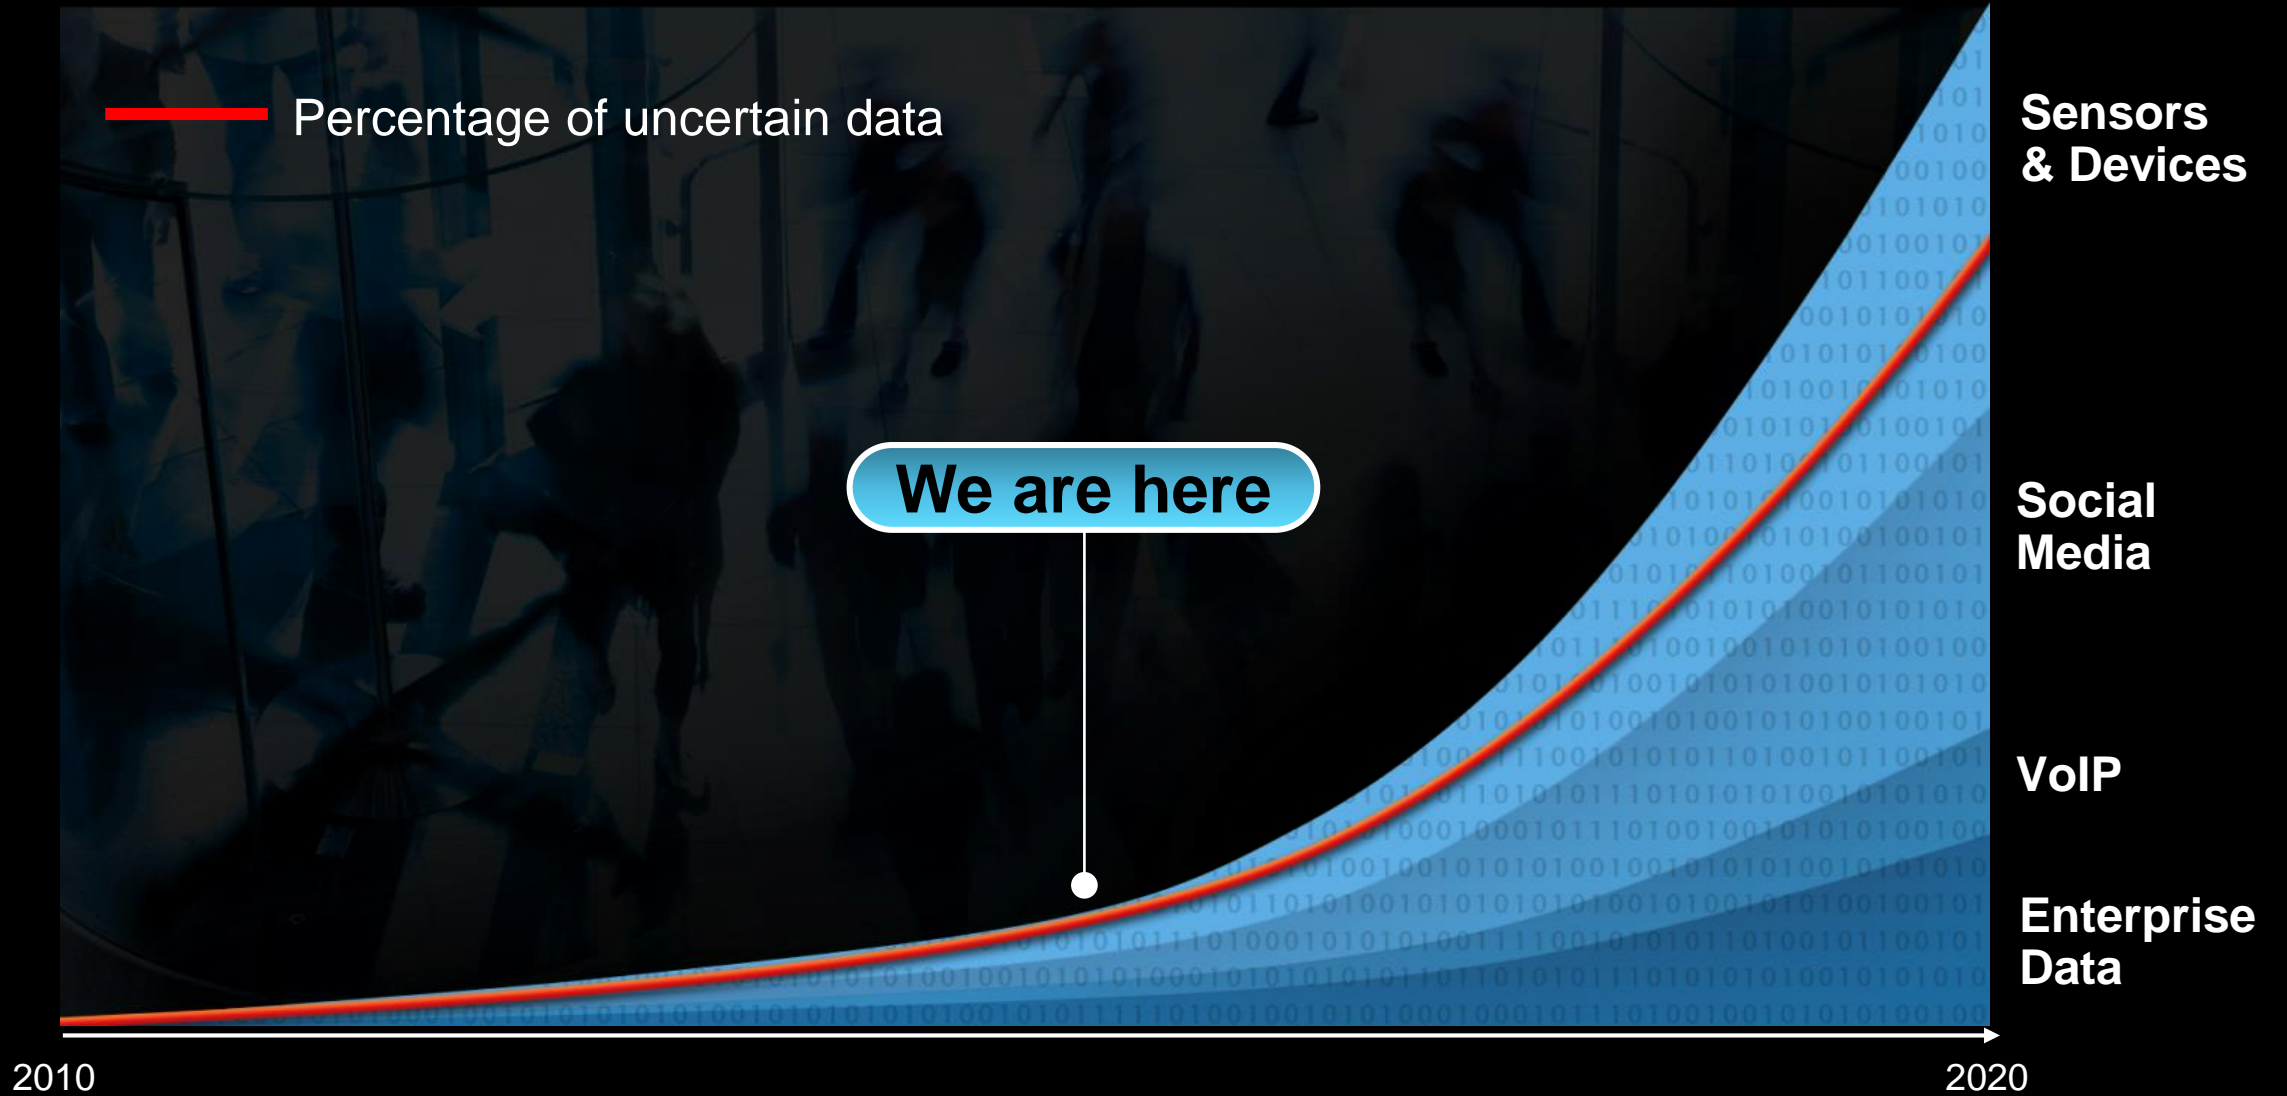 Percentage of uncertain data
Sensors
& Devices
We are here
Social
Media
VoIP
Enterprise
Data
2010
2020